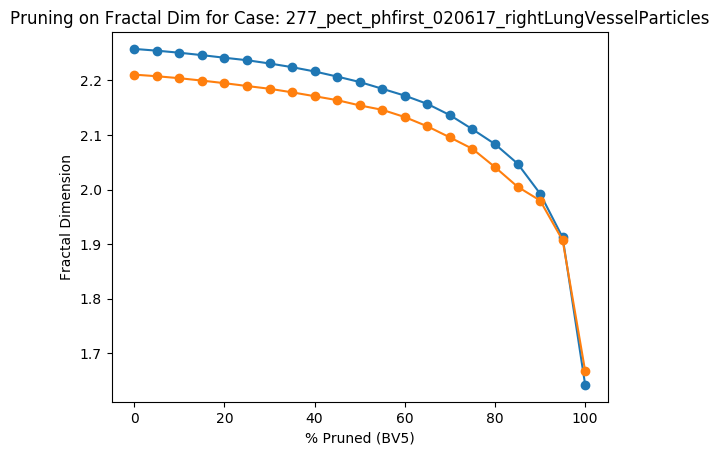 Pruning on Fractal Dim for Case: 277_pect_phfirst_020617_rightLungVesselParticles
Fractal Dimension
2.2
2.1
2.0
1.9
1.8
1.7
0 20 40 60 80 100
% Pruned (BV5)